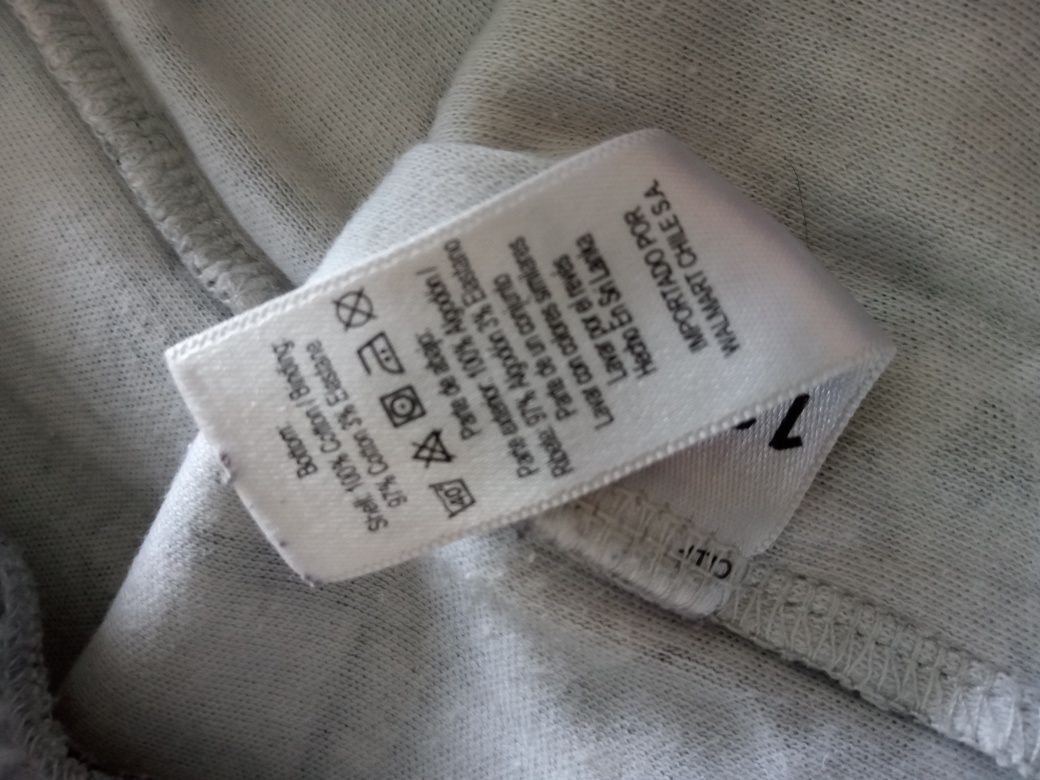 Bottom:
Shell: 100% Cotton | Binding:
97% Cotton 3% Elastane
40
Parte de abajo:
Parte exterior: 100% Algodón |
Ribete: 97% Algodon 3% Elastano
Parte de un conjunto
Lavar con colores similares
Lavar por el revés
Hecho En Sri Lanka
IMPORTADO POR
WALMART CHILE S.A.